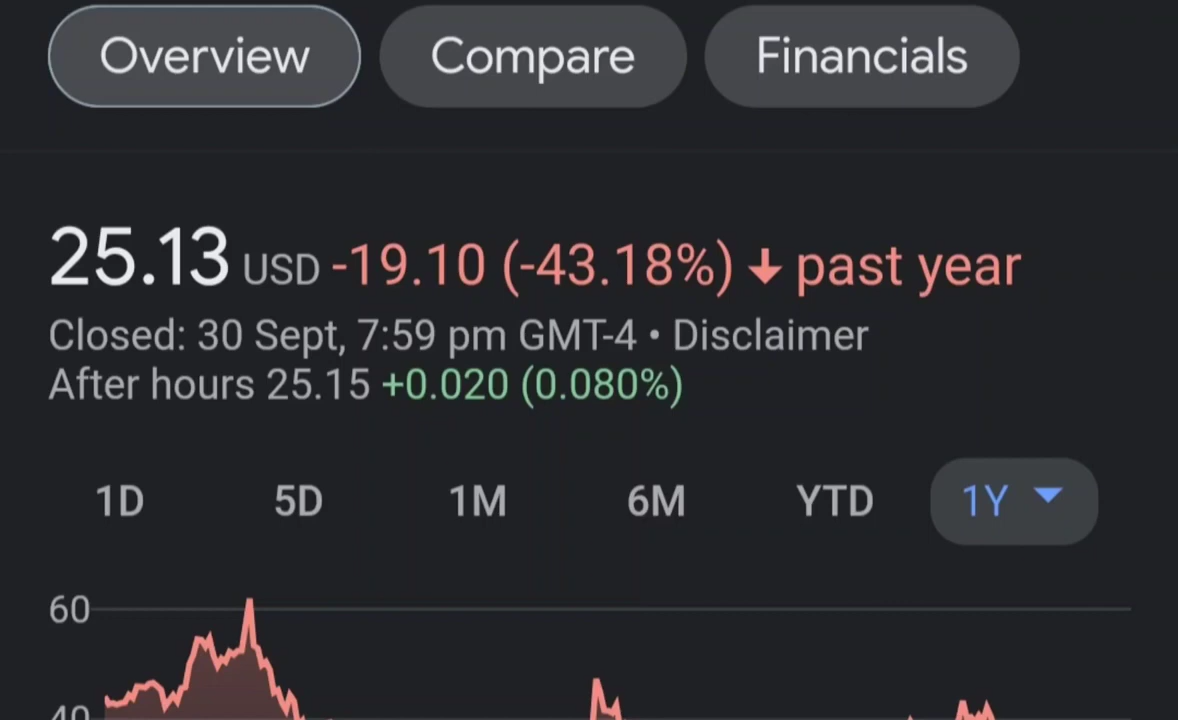 Overview Compare Financials
25.13 USD -19.10 (-43.18%) ↓ past year
Closed: 30 Sept, 7:59 pm GMT-4 • Disclaimer
After hours 25.15 +0.020 (0.080%)
1D 5D 1M 6M YTD 1Y
60
40